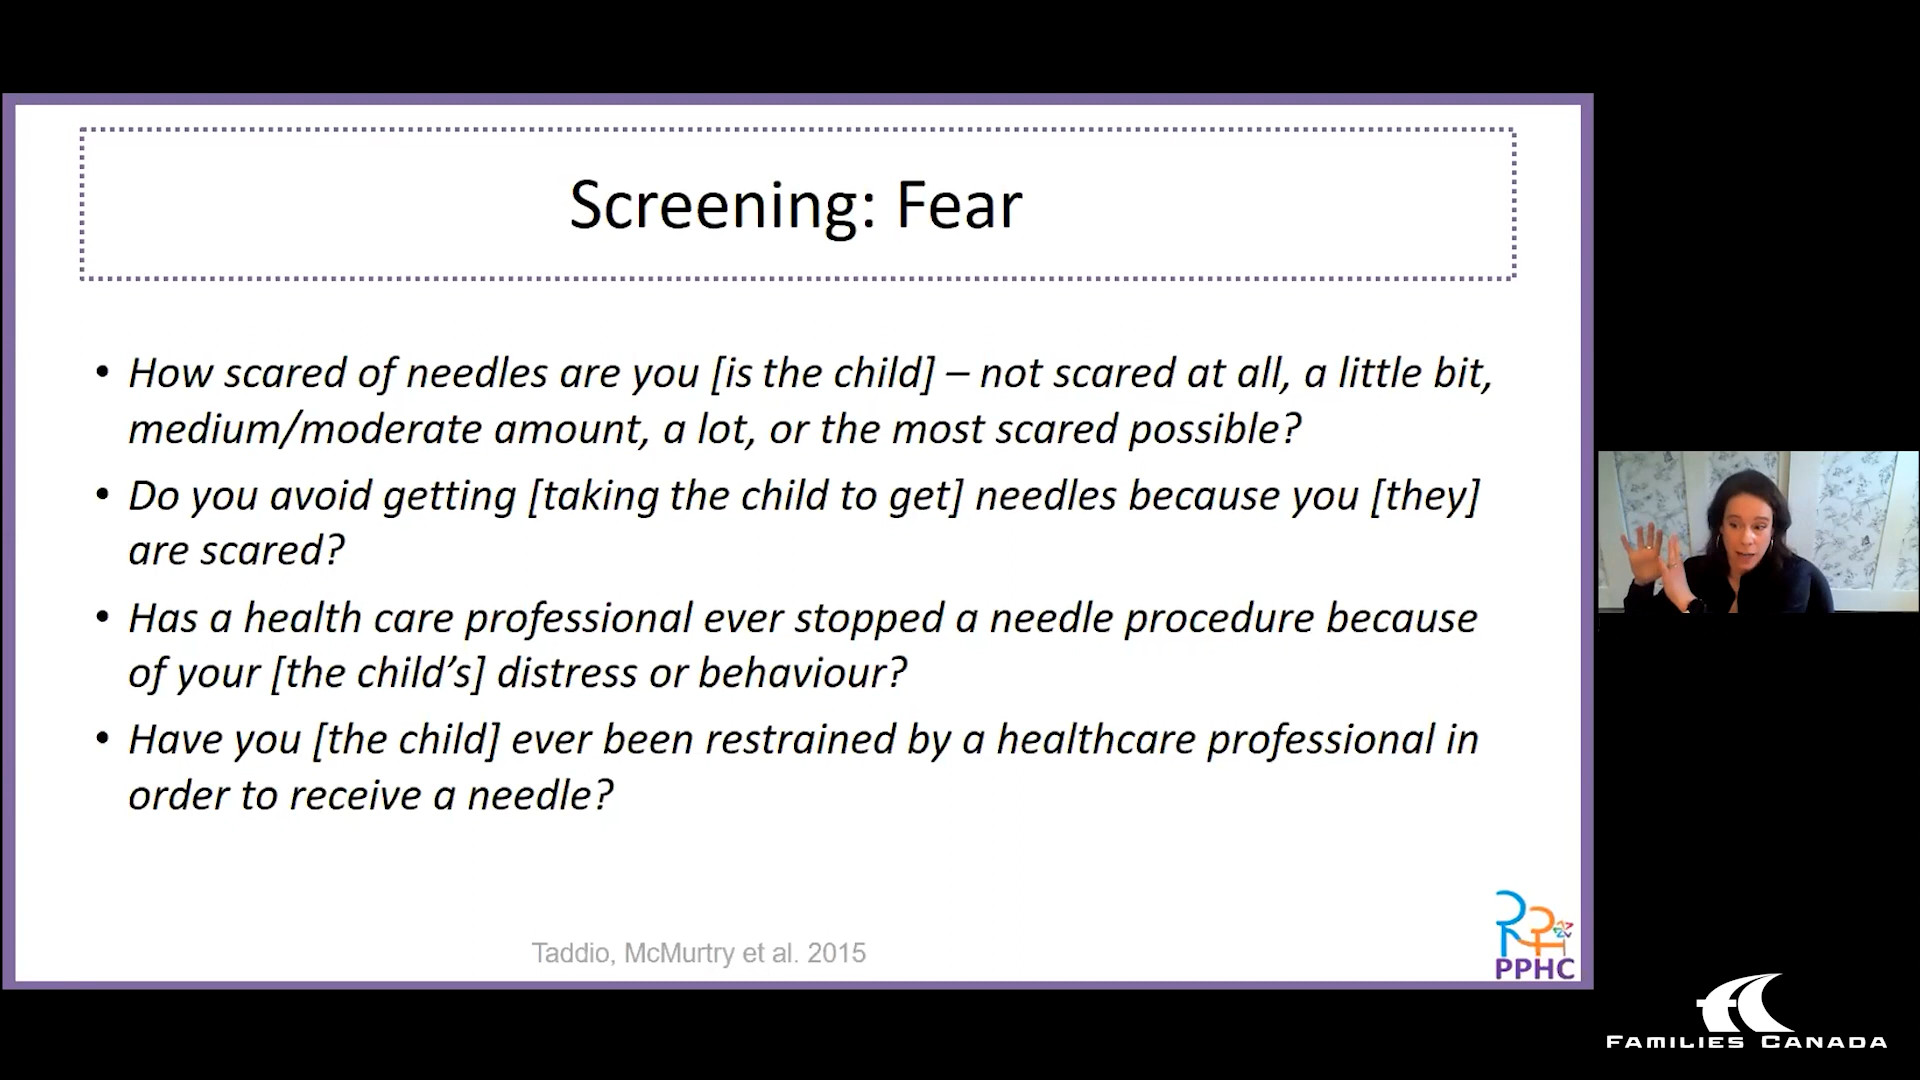 Screening: Fear
• How scared of needles are you [is the child] – not scared at all, a little bit,
medium/moderate amount, a lot, or the most scared possible?
• Do you avoid getting [taking the child to get] needles because you [they]
are scared?
• Has a health care professional ever stopped a needle procedure because
of your [the child’s] distress or behaviour?
• Have you [the child] ever been restrained by a healthcare professional in
order to receive a needle?
Taddio, McMurtry et al. 2015
PPHC
FAMILIES CANADA